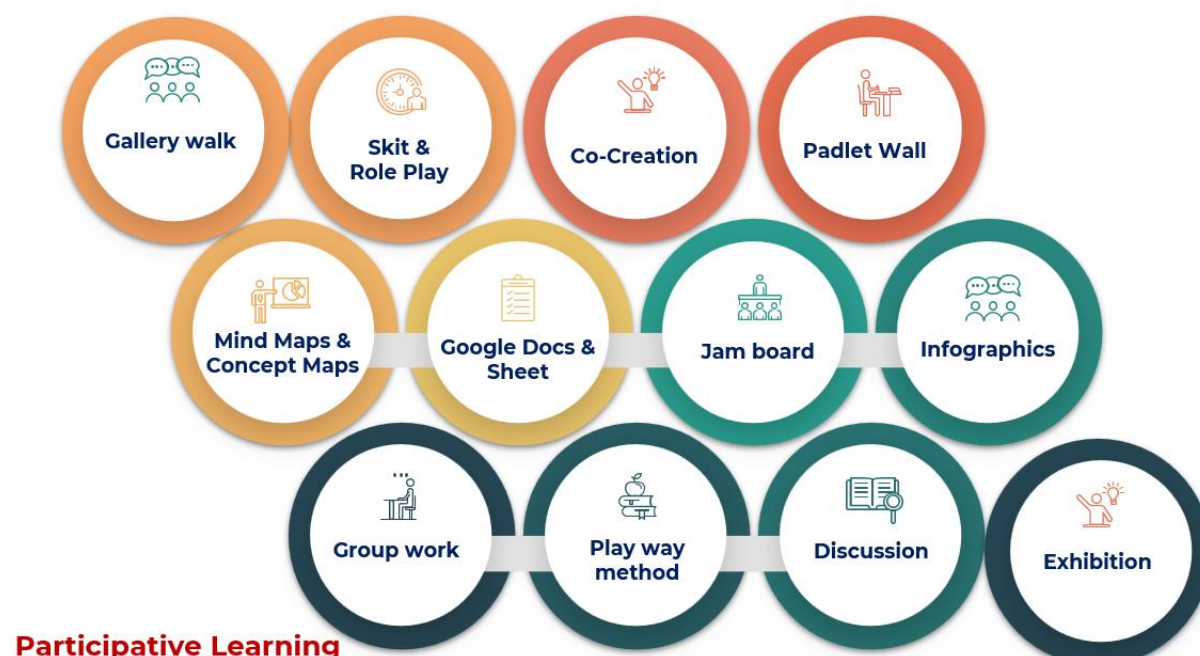 Gallery walk
Skit &
Role Play
Co-Creation
Padlet Wall
Mind Maps &
Concept Maps
Google Docs &
Sheet
Jam board
Infographics
Group work
Play way
method
Discussion
Exhibition
Participative Learning